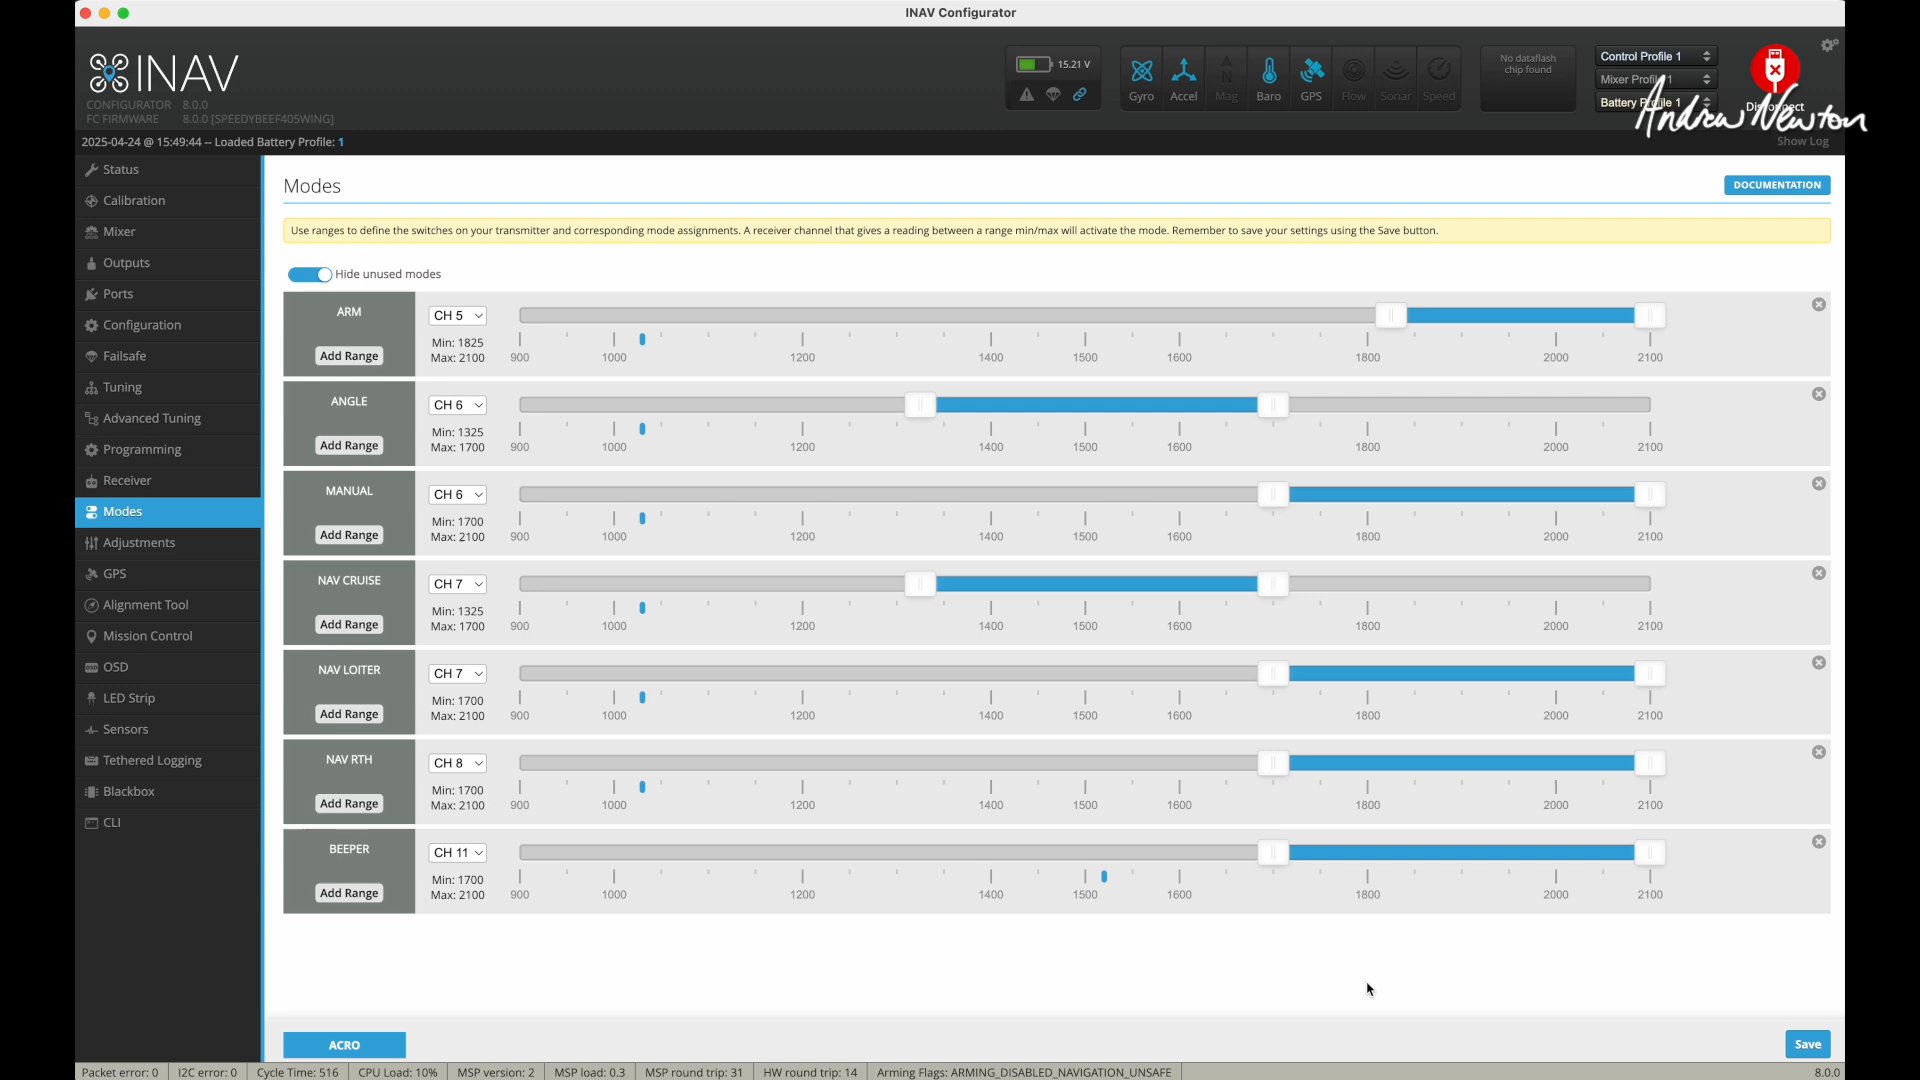 INAV Configurator
INAV
CONFIGURATOR 8.0.0
FC FIRMWARE 8.0.0 [SPEEDYBEEF405WING]
15.21 V
Gyro Accel Mag Baro GPS Flow Sonar Speed
No dataflash
chip found
Control Profile 1
Mixer Profile 1
Battery Profile 1
Disconnect
Andrew Newton
2025-04-24 @ 15:49:44 -- Loaded Battery Profile: 1
Show Log
Status
Calibration
Mixer
Outputs
Ports
Configuration
Failsafe
Tuning
Advanced Tuning
Programming
Receiver
Modes
Adjustments
GPS
Alignment Tool
Mission Control
OSD
LED Strip
Sensors
Tethered Logging
Blackbox
CLI
Modes
DOCUMENTATION
Use ranges to define the switches on your transmitter and corresponding mode assignments. A receiver channel that gives a reading between a range min/max will activate the mode. Remember to save your settings using the Save button.
Hide unused modes
ARM
Add Range
CH 5
Min: 1825
Max: 2100
900 1000 1200 1400 1500 1600 1800 2000 2100
ANGLE
Add Range
CH 6
Min: 1325
Max: 1700
900 1000 1200 1400 1500 1600 1800 2000 2100
MANUAL
Add Range
CH 6
Min: 1700
Max: 2100
900 1000 1200 1400 1500 1600 1800 2000 2100
NAV CRUISE
Add Range
CH 7
Min: 1325
Max: 1700
900 1000 1200 1400 1500 1600 1800 2000 2100
NAV LOITER
Add Range
CH 7
Min: 1700
Max: 2100
900 1000 1200 1400 1500 1600 1800 2000 2100
NAV RTH
Add Range
CH 8
Min: 1700
Max: 2100
900 1000 1200 1400 1500 1600 1800 2000 2100
BEEPER
Add Range
CH 11
Min: 1700
Max: 2100
900 1000 1200 1400 1500 1600 1800 2000 2100
ACRO
Save
Packet error: 0 I2C error: 0 Cycle Time: 516 CPU Load: 10% MSP version: 2 MSP load: 0.3 MSP round trip: 31 HW round trip: 14 Arming Flags: ARMING_DISABLED_NAVIGATION_UNSAFE 8.0.0